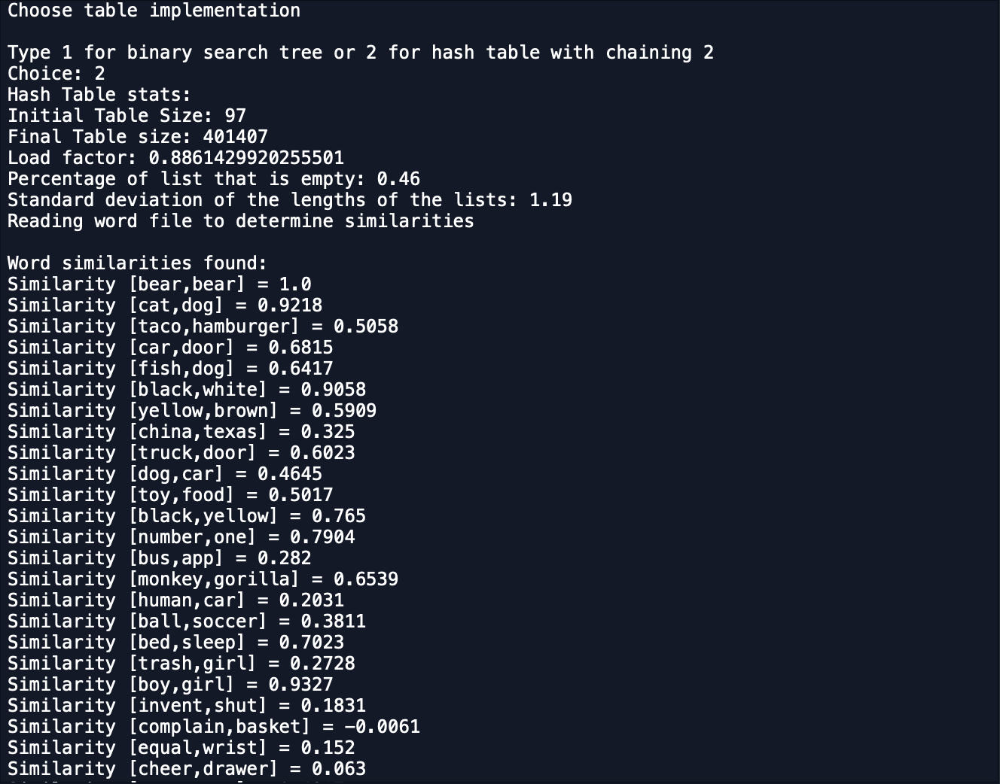 Choose table implementation
Type 1 for binary search tree or 2 for hash table with chaining 2
Choice: 2
Hash Table stats:
Initial Table Size: 97
Final Table size: 401407
Load factor: 0.8861429920255501
Percentage of list that is empty: 0.46
Standard deviation of the lengths of the lists: 1.19
Reading word file to determine similarities
Word similarities found:
Similarity [bear,bear] = 1.0
Similarity [cat,dog] = 0.9218
Similarity [taco,hamburger] = 0.5058
Similarity [car,door] = 0.6815
Similarity [fish,dog] = 0.6417
Similarity [black,white] = 0.9058
Similarity [yellow,brown] = 0.5909
Similarity [china,texas] = 0.325
Similarity [truck,door] = 0.6023
Similarity [dog,car] = 0.4645
Similarity [toy,food] = 0.5017
Similarity [black,yellow] = 0.765
Similarity [number,one] = 0.7904
Similarity [bus,app] = 0.282
Similarity [monkey,gorilla] = 0.6539
Similarity [human,car] = 0.2031
Similarity [ball,soccer] = 0.3811
Similarity [bed,sleep] = 0.7023
Similarity [trash,girl] = 0.2728
Similarity [boy,girl] = 0.9327
Similarity [invent,shut] = 0.1831
Similarity [complain,basket] = -0.0061
Similarity [equal,wrist] = 0.152
Similarity [cheer,drawer] = 0.063